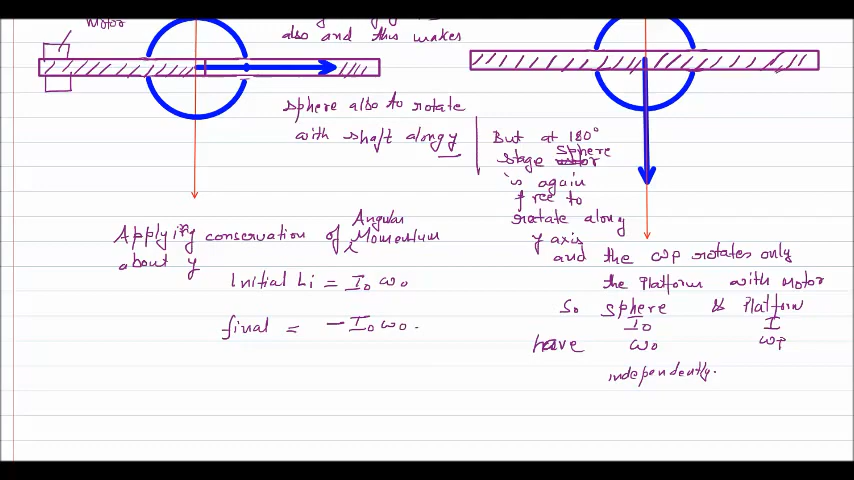 Motor
also and this makes
sphere also to rotate
with shaft along y
But at 180°
stage sphere
is again
free to
rotate along
y axis
and the ωp rotates only
the Platform with Motor
So sphere & Platform
I₀ I
have ω₀ ωp
independently.
Applying conservation of Angular Momentum
about y
Initial Li = I₀ ω₀
final = - I₀ ω₀.